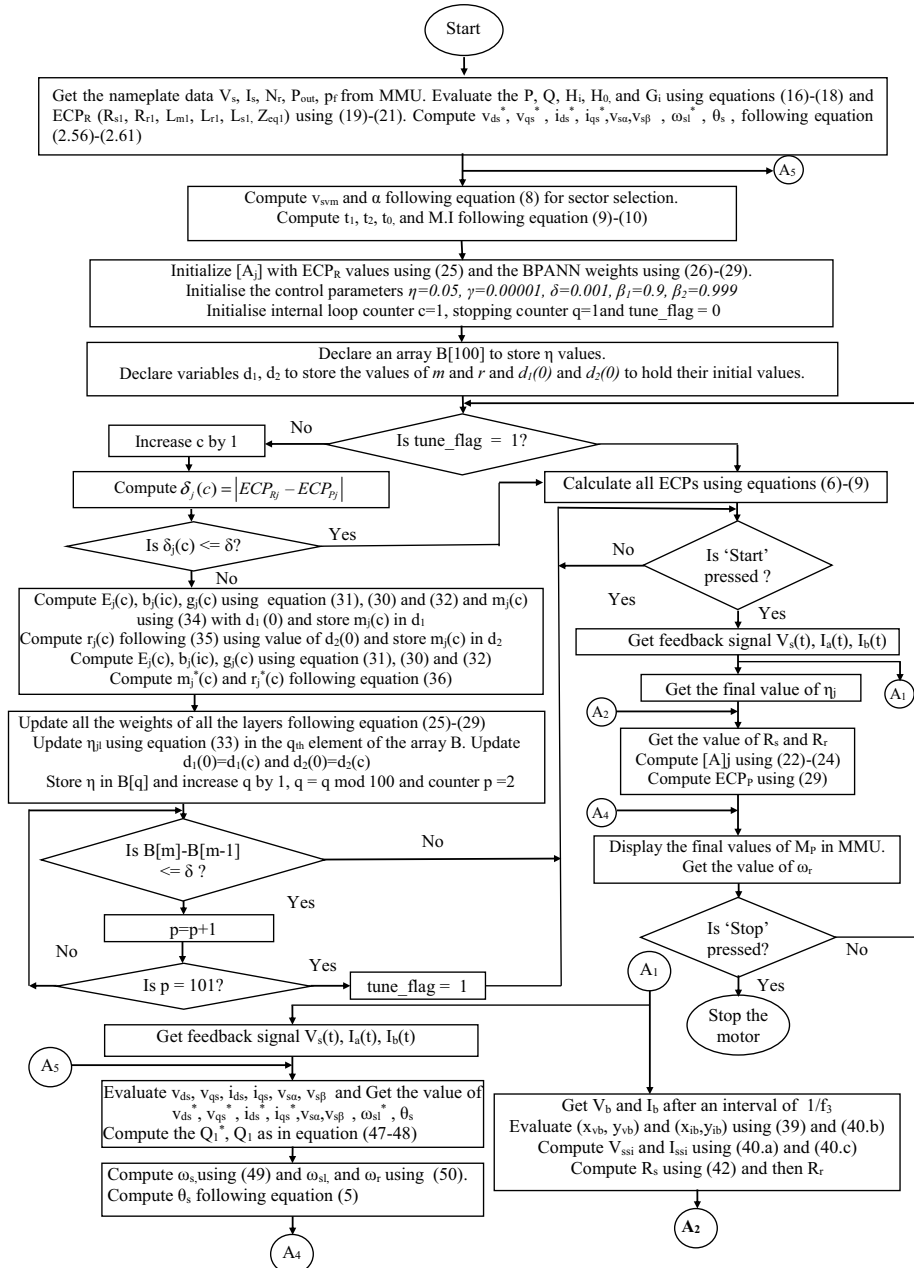 Start
Get the nameplate data Vs, Is, Nr, Pout, pf from MMU. Evaluate the P, Q, Hi, H0, and Gi using equations (16)-(18) and
ECPR (Rs1, Rr1, Lm1, Lr1, Ls1, Zeq1) using (19)-(21). Compute vds*, vqs* , ids*, iqs*,vsα,vsβ , ωsl* , θs , following equation
(2.56)-(2.61)
A5
Compute vsvm and α following equation (8) for sector selection.
Compute t1, t2, t0, and M.I following equation (9)-(10)
Initialize [Aj] with ECPR values using (25) and the BPANN weights using (26)-(29).
Initialise the control parameters η=0.05, γ=0.00001, δ=0.001, β1=0.9, β2=0.999
Initialise internal loop counter c=1, stopping counter q=1and tune_flag = 0
Declare an array B[100] to store η values.
Declare variables d1, d2 to store the values of m and r and d1(0) and d2(0) to hold their initial values.
Is tune_flag = 1?
No
Yes
Increase c by 1
Compute δj(c) = |ECPRj − ECPPj|
Is δj(c) <= δ?
Yes
No
Calculate all ECPs using equations (6)-(9)
Is ‘Start’
pressed ?
No
Yes
Compute Ej(c), bj(ic), gj(c) using equation (31), (30) and (32) and mj(c)
using (34) with d1 (0) and store mj(c) in d1
Compute rj(c) following (35) using value of d2(0) and store mj(c) in d2
Compute Ej(c), bj(ic), gj(c) using equation (31), (30) and (32)
Compute mj*(c) and rj*(c) following equation (36)
Yes
Get feedback signal Vs(t), Ia(t), Ib(t)
A1
Get the final value of ηj
A2
Update all the weights of all the layers following equation (25)-(29)
Update ηjl using equation (33) in the qth element of the array B. Update
d1(0)=d1(c) and d2(0)=d2(c)
Store η in B[q] and increase q by 1, q = q mod 100 and counter p =2
Get the value of Rs and Rr
Compute [A]j using (22)-(24)
Compute ECPP using (29)
A4
Is B[m]-B[m-1]
<= δ ?
No
Yes
Display the final values of MP in MMU.
Get the value of ωr
p=p+1
Is p = 101?
No
Yes
tune_flag = 1
Is ‘Stop’
pressed?
No
Yes
Stop the
motor
A1
Get feedback signal Vs(t), Ia(t), Ib(t)
A5
Evaluate vds, vqs, ids, iqs, vsα, vsβ and Get the value of
vds*, vqs* , ids*, iqs*,vsα,vsβ , ωsl* , θs
Compute the Q1*, Q1 as in equation (47-48)
Get Vb and Ib after an interval of 1/f3
Evaluate (xvb, yvb) and (xib,yib) using (39) and (40.b)
Compute Vssi and Issi using (40.a) and (40.c)
Compute Rs using (42) and then Rr
Compute ωs,using (49) and ωsl, and ωr using (50).
Compute θs following equation (5)
A4
A2